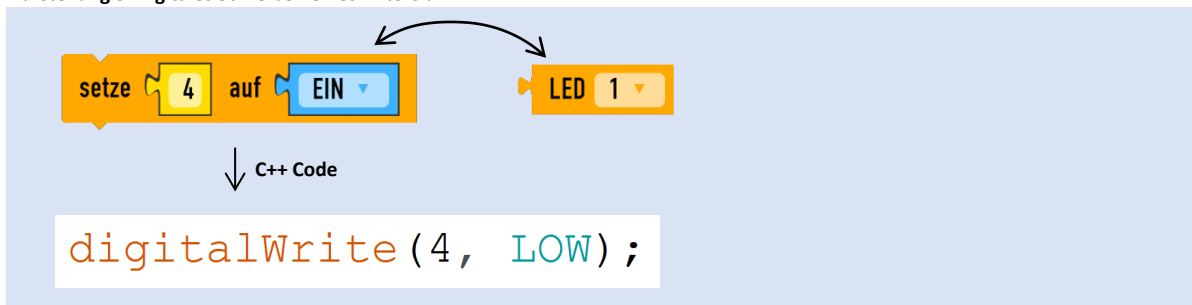 setze 4 auf EIN
LED 1
C++ Code
digitalWrite(4, LOW);